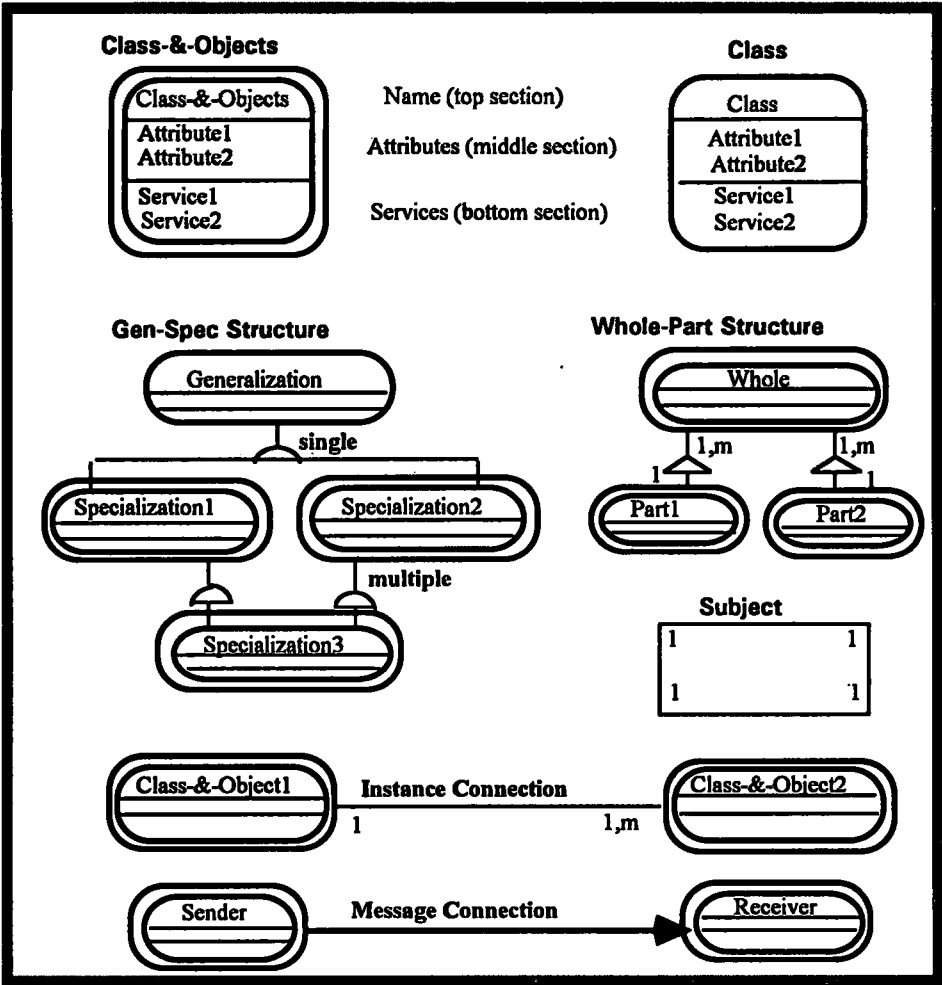 Class-&-Objects
Class
Class-&-Objects
Attribute1
Attribute2
Service1
Service2
Name (top section)
Attributes (middle section)
Services (bottom section)
Class
Attribute1
Attribute2
Service1
Service2
Gen-Spec Structure
Generalization
single
Specialization1
Specialization2
multiple
Specialization3
Whole-Part Structure
Whole
1,m
1,m
1
1
Part1
Part2
Subject
1 1
1 1
Class-&-Object1
Instance Connection
Class-&-Object2
1
1,m
Sender
Message Connection
Receiver